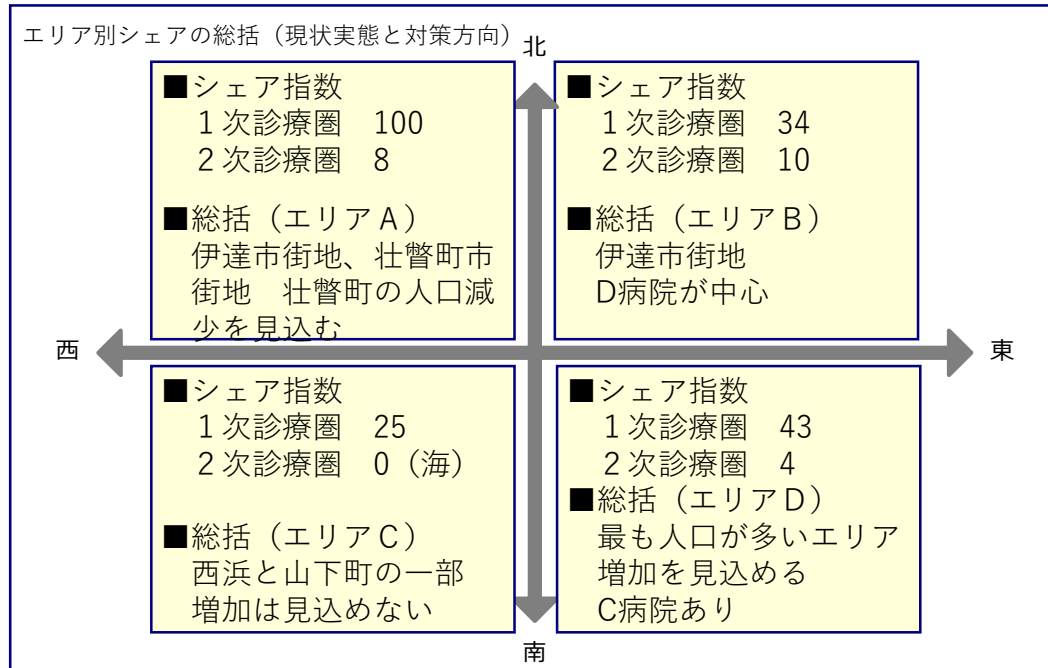 エリア別シェアの総括（現状実態と対策方向）
北
■シェア指数
１次診療圏　100
２次診療圏　8
■総括（エリアＡ）
伊達市街地、壮瞥町市
街地　壮瞥町の人口減
少を見込む
■シェア指数
１次診療圏　34
２次診療圏　10
■総括（エリアＢ）
伊達市街地
D病院が中心
西
東
■シェア指数
１次診療圏　25
２次診療圏　0（海）
■総括（エリアＣ）
西浜と山下町の一部
増加は見込めない
■シェア指数
１次診療圏　43
２次診療圏　4
■総括（エリアＤ）
最も人口が多いエリア
増加を見込める
C病院あり
南